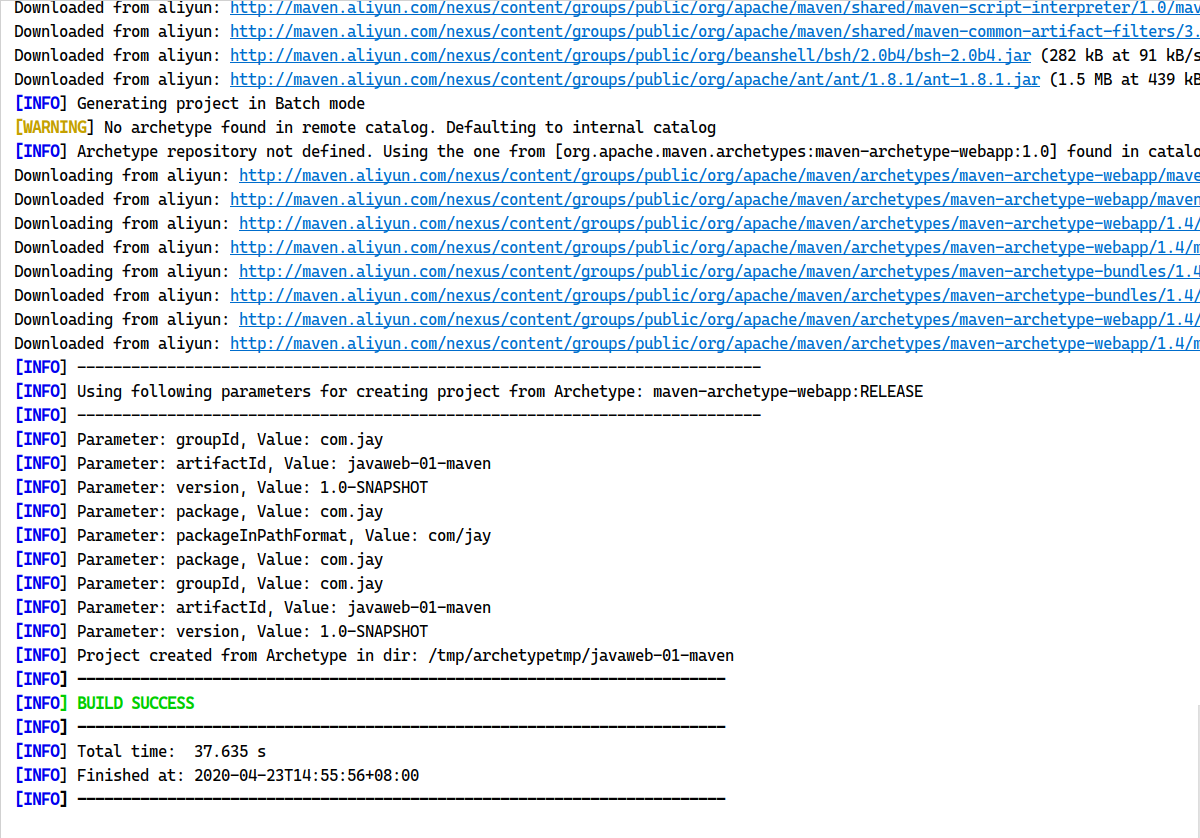 Downloaded from aliyun: http://maven.aliyun.com/nexus/content/groups/public/org/apache/maven/shared/maven-script-interpreter/1.0/mav
Downloaded from aliyun: http://maven.aliyun.com/nexus/content/groups/public/org/apache/maven/shared/maven-common-artifact-filters/3.
Downloaded from aliyun: http://maven.aliyun.com/nexus/content/groups/public/org/beanshell/bsh/2.0b4/bsh-2.0b4.jar (282 kB at 91 kB/s
Downloaded from aliyun: http://maven.aliyun.com/nexus/content/groups/public/org/apache/ant/ant/1.8.1/ant-1.8.1.jar (1.5 MB at 439 kB
[INFO] Generating project in Batch mode
[WARNING] No archetype found in remote catalog. Defaulting to internal catalog
[INFO] Archetype repository not defined. Using the one from [org.apache.maven.archetypes:maven-archetype-webapp:1.0] found in catalo
Downloading from aliyun: http://maven.aliyun.com/nexus/content/groups/public/org/apache/maven/archetypes/maven-archetype-webapp/mave
Downloaded from aliyun: http://maven.aliyun.com/nexus/content/groups/public/org/apache/maven/archetypes/maven-archetype-webapp/maven
Downloading from aliyun: http://maven.aliyun.com/nexus/content/groups/public/org/apache/maven/archetypes/maven-archetype-webapp/1.4/
Downloaded from aliyun: http://maven.aliyun.com/nexus/content/groups/public/org/apache/maven/archetypes/maven-archetype-webapp/1.4/m
Downloading from aliyun: http://maven.aliyun.com/nexus/content/groups/public/org/apache/maven/archetypes/maven-archetype-bundles/1.4
Downloaded from aliyun: http://maven.aliyun.com/nexus/content/groups/public/org/apache/maven/archetypes/maven-archetype-bundles/1.4/
Downloading from aliyun: http://maven.aliyun.com/nexus/content/groups/public/org/apache/maven/archetypes/maven-archetype-webapp/1.4/
Downloaded from aliyun: http://maven.aliyun.com/nexus/content/groups/public/org/apache/maven/archetypes/maven-archetype-webapp/1.4/m
[INFO] ----------------------------------------------------------------------------
[INFO] Using following parameters for creating project from Archetype: maven-archetype-webapp:RELEASE
[INFO] ----------------------------------------------------------------------------
[INFO] Parameter: groupId, Value: com.jay
[INFO] Parameter: artifactId, Value: javaweb-01-maven
[INFO] Parameter: version, Value: 1.0-SNAPSHOT
[INFO] Parameter: package, Value: com.jay
[INFO] Parameter: packageInPathFormat, Value: com/jay
[INFO] Parameter: package, Value: com.jay
[INFO] Parameter: groupId, Value: com.jay
[INFO] Parameter: artifactId, Value: javaweb-01-maven
[INFO] Parameter: version, Value: 1.0-SNAPSHOT
[INFO] Project created from Archetype in dir: /tmp/archetypetmp/javaweb-01-maven
[INFO] ------------------------------------------------------------------------
[INFO] BUILD SUCCESS
[INFO] ------------------------------------------------------------------------
[INFO] Total time:  37.635 s
[INFO] Finished at: 2020-04-23T14:55:56+08:00
[INFO] ------------------------------------------------------------------------